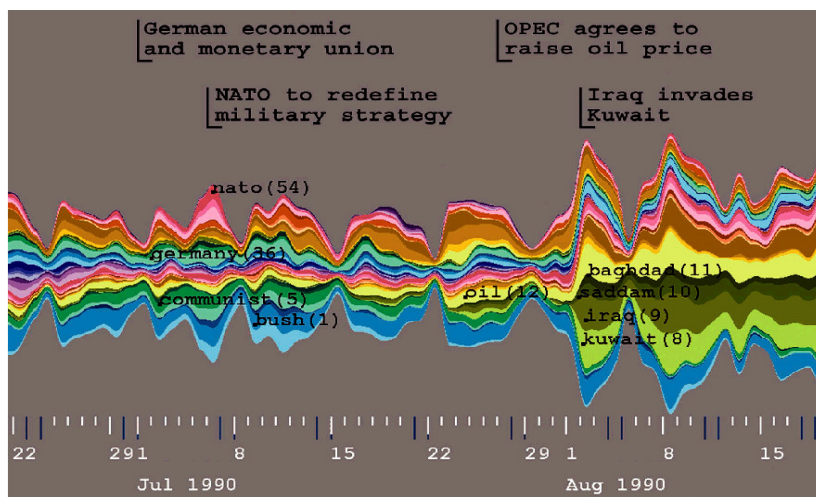 German economic
and monetary union
OPEC agrees to
raise oil price
NATO to redefine
military strategy
Iraq invades
Kuwait
nato(54)
germany(36)
communist(5)
bush(1)
oil(12)
baghdad(11)
saddam(10)
iraq(9)
kuwait(8)
22 29 1 8 15 22 29 1 8 15
Jul 1990 Aug 1990